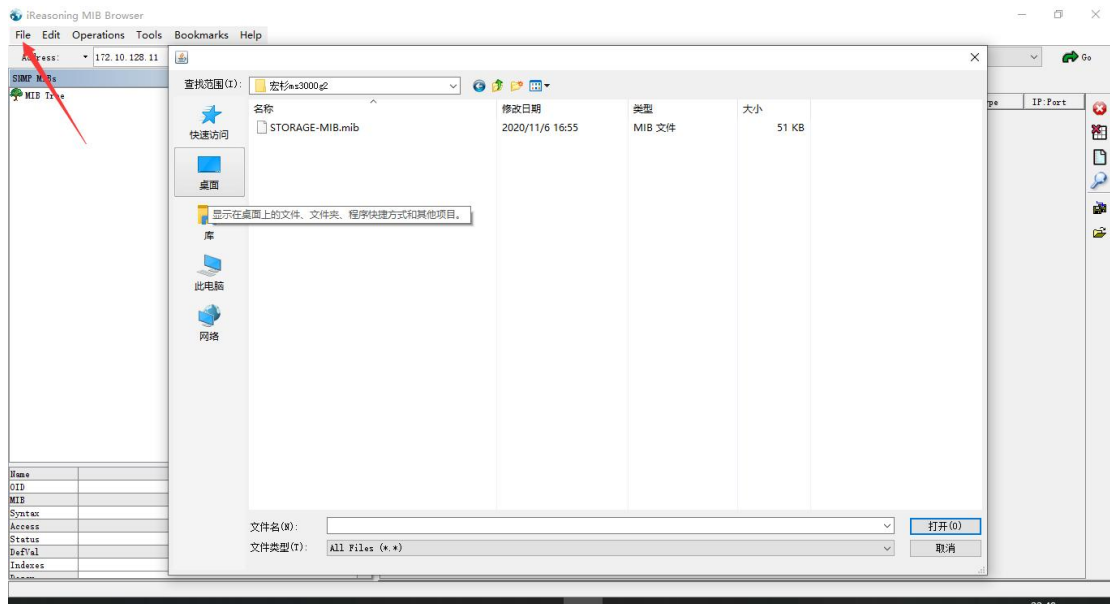 iReasoning MIB Browser
File Edit Operations Tools Bookmarks Help
Address: 172.10.128.11 Go
SNMP MIBs
MIB Tree
查找范围(I): 宏杉ms3000g2
名称 修改日期 类型 大小
STORAGE-MIB.mib 2020/11/6 16:55 MIB 文件 51 KB
快速访问
桌面
显示在桌面上的文件、文件夹、程序快捷方式和其他项目。
库
此电脑
网络
IP:Port
Name
OID
MIB
Syntax
Access
Status
DefVal
Indexes
文件名(N): 打开(O)
文件类型(T): All Files (*.*) 取消